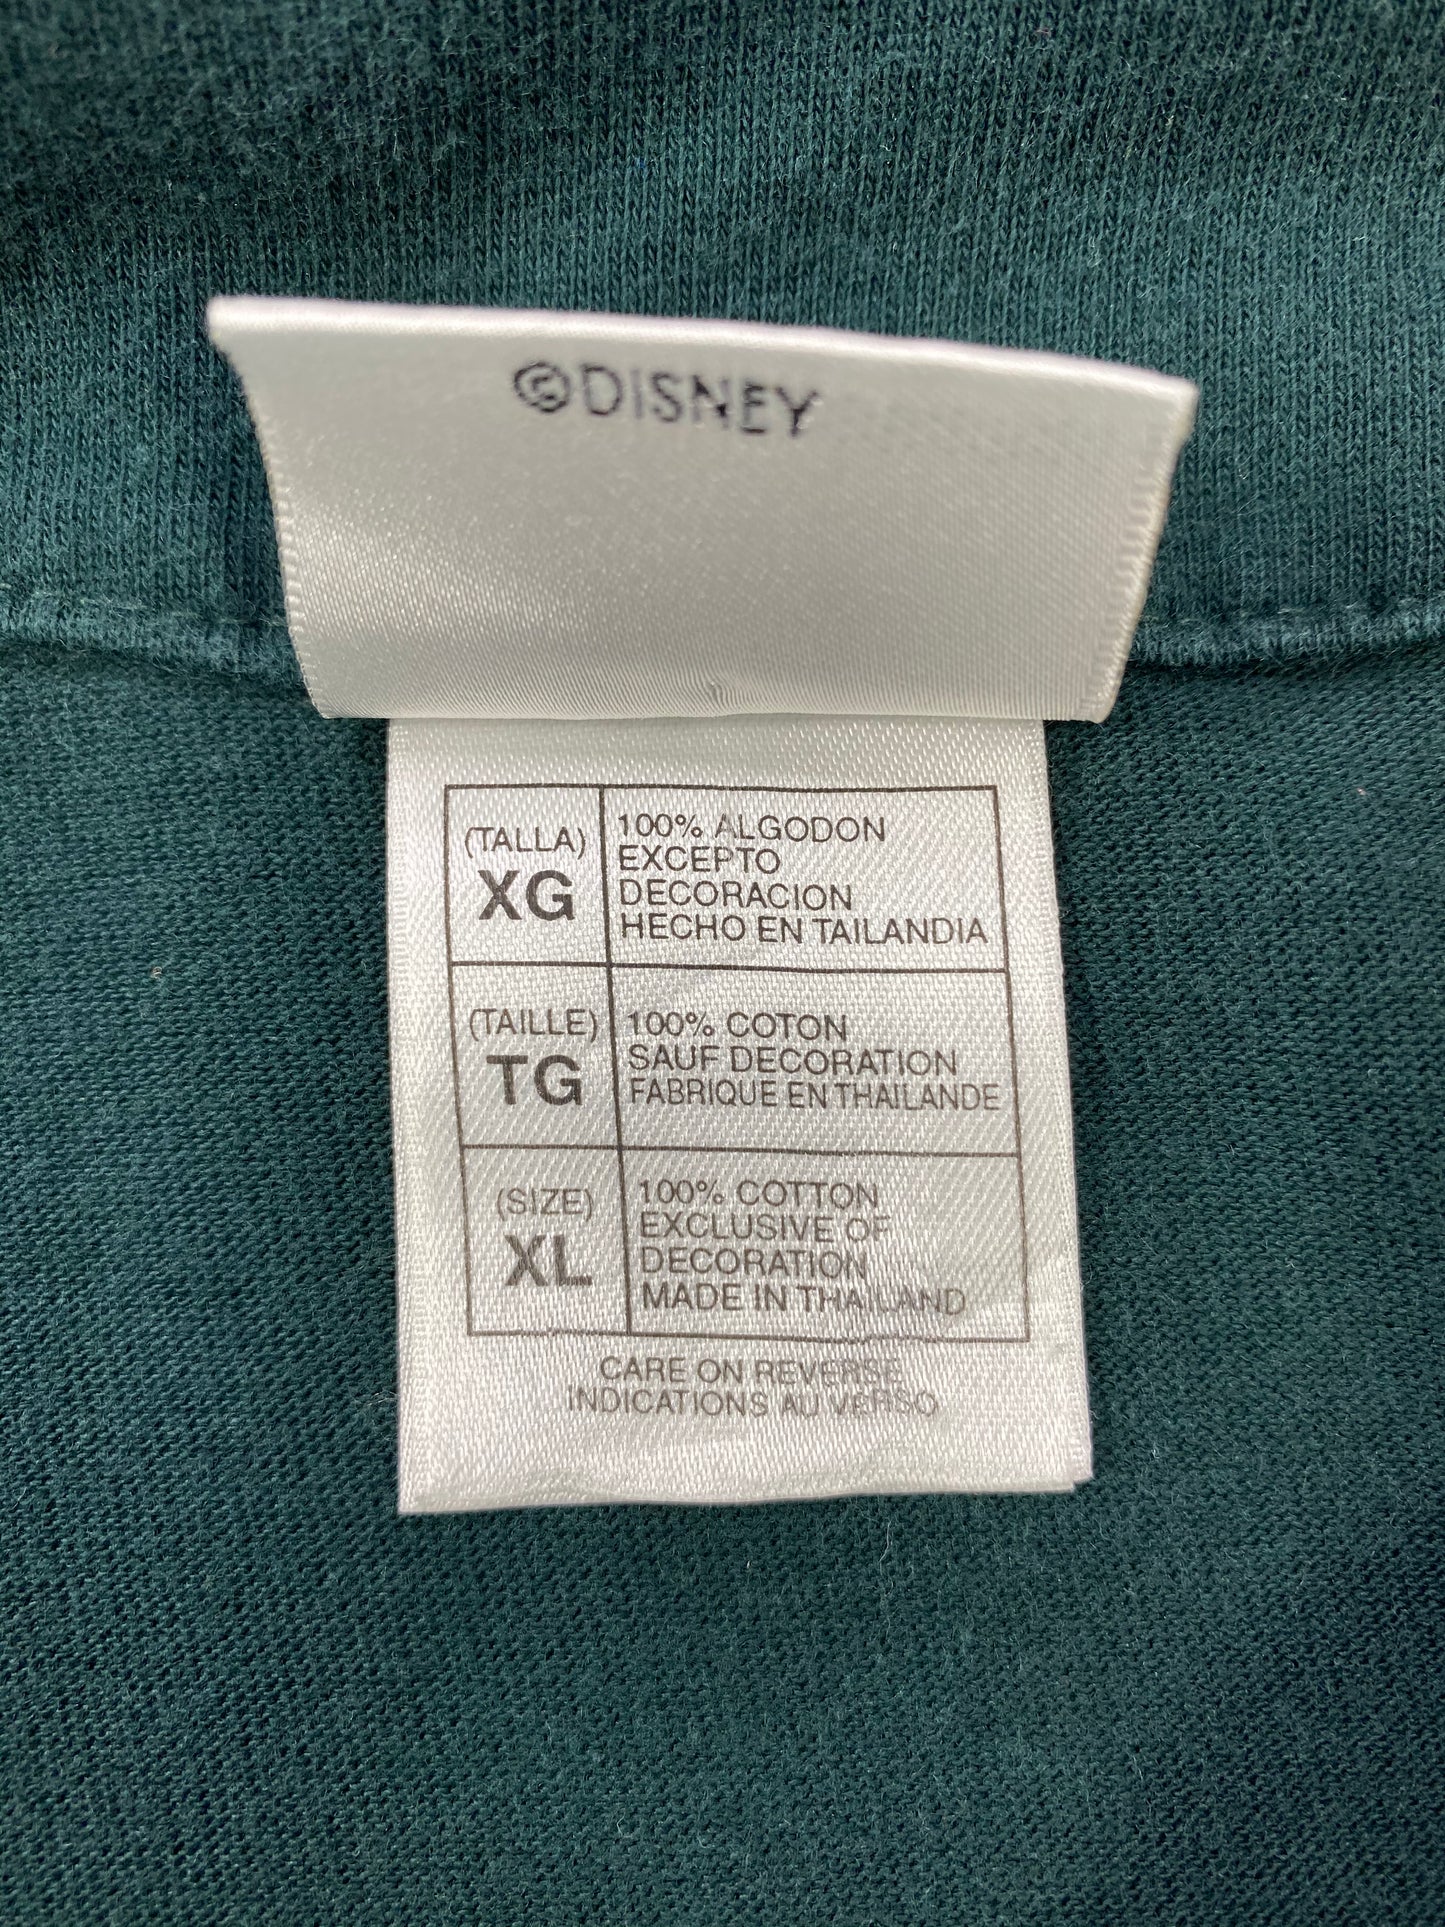 ©DISNEY
(TALLA)
XG
100% ALGODON
EXCEPTO
DECORACION
HECHO EN TAILANDIA
(TAILLE)
TG
100% COTON
SAUF DECORATION
FABRIQUE EN THAILANDE
(SIZE)
XL
100% COTTON
EXCLUSIVE OF
DECORATION
MADE IN THAILAND
CARE ON REVERSE
INDICATIONS AU VERSO